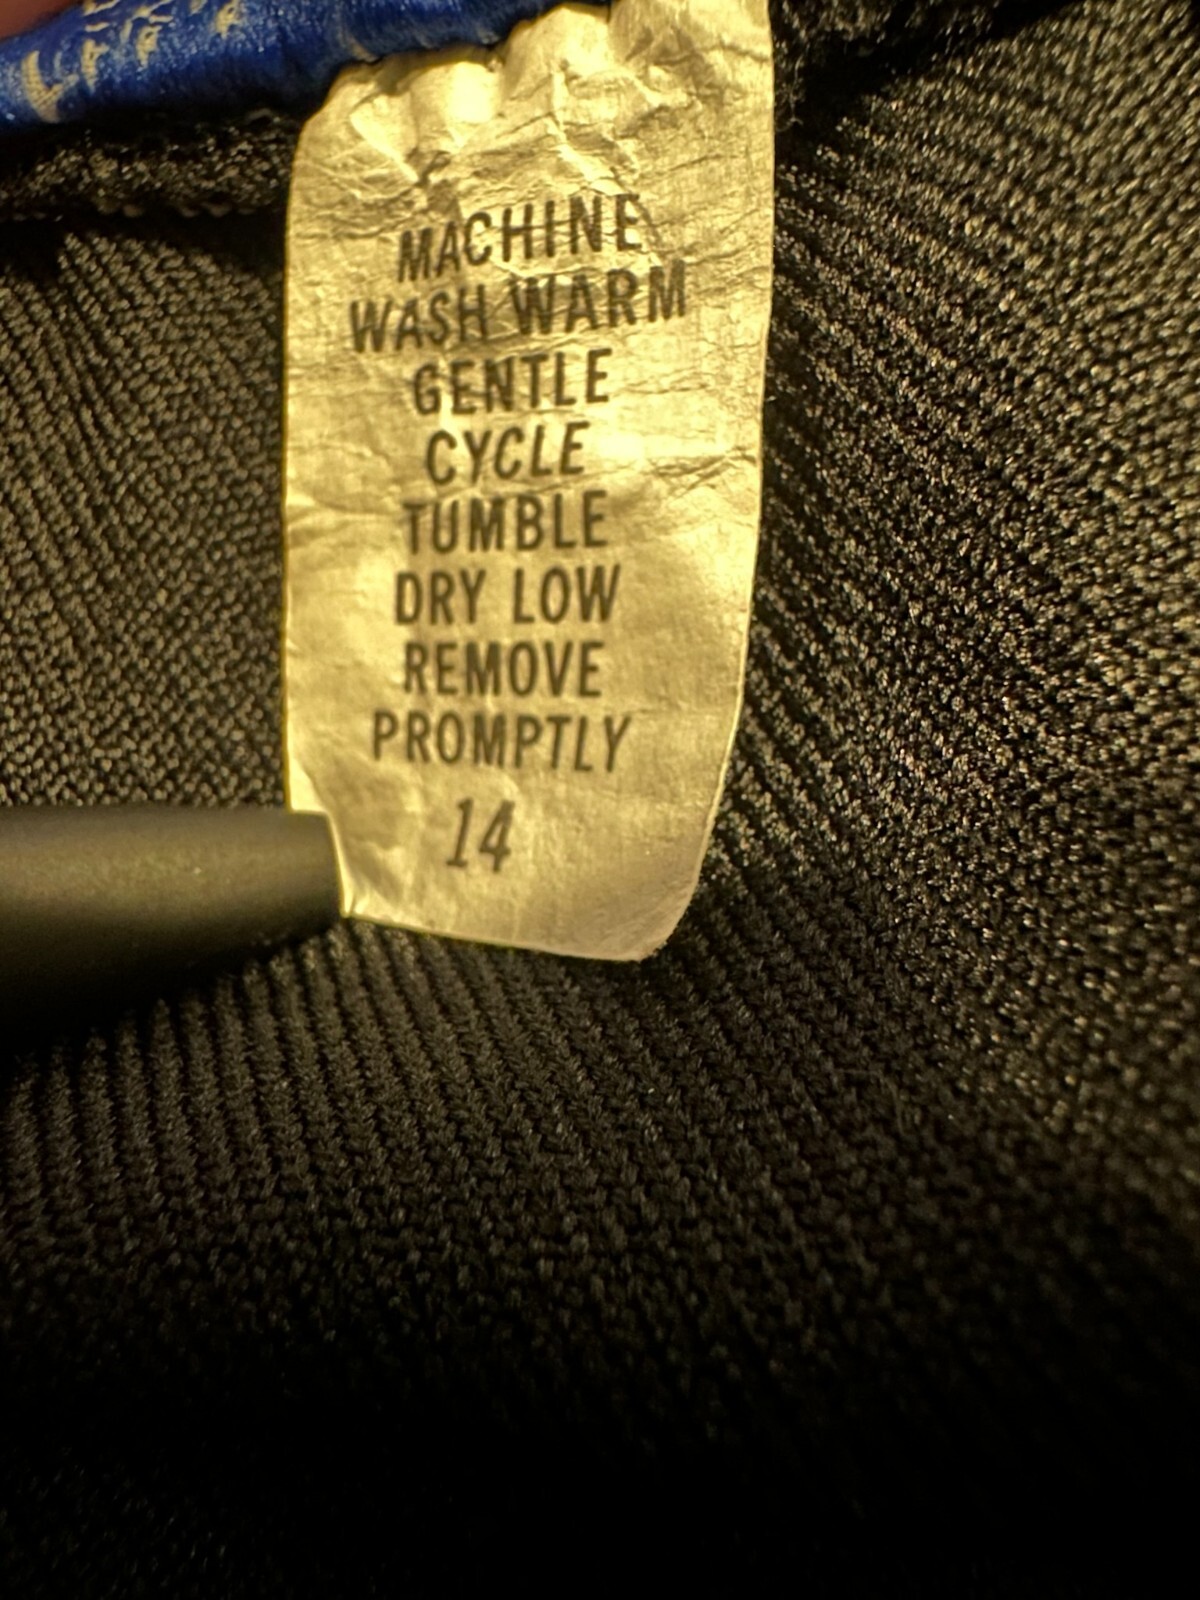 MACHINE
WASH WARM
GENTLE
CYCLE
TUMBLE
DRY LOW
REMOVE
PROMPTLY
14